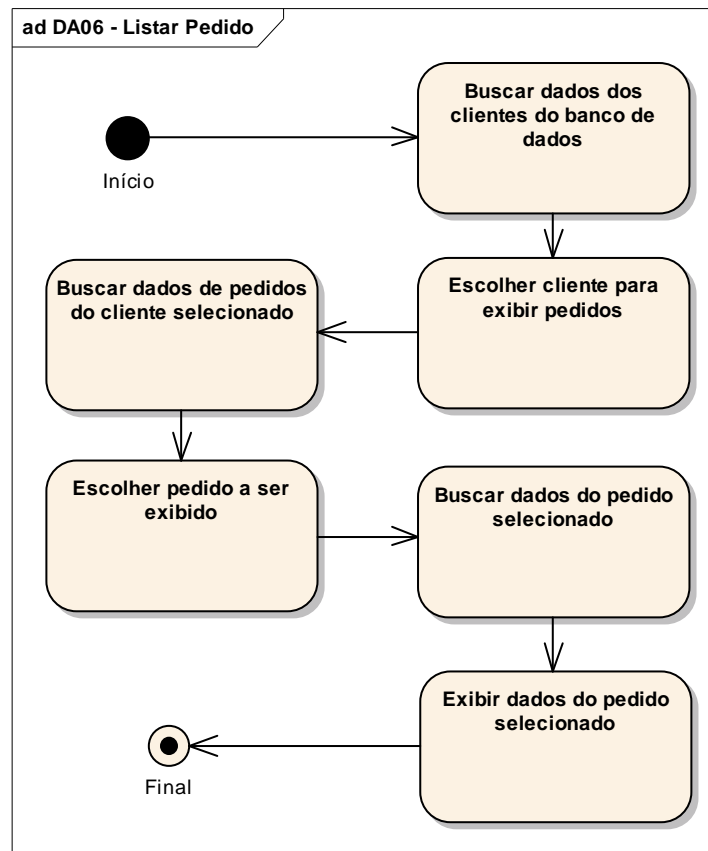 ad DA06 - Listar Pedido
Buscar dados dos
clientes do banco de
dados
Início
Escolher cliente para
exibir pedidos
Buscar dados de pedidos
do cliente selecionado
Escolher pedido a ser
exibido
Buscar dados do pedido
selecionado
Exibir dados do pedido
selecionado
Final